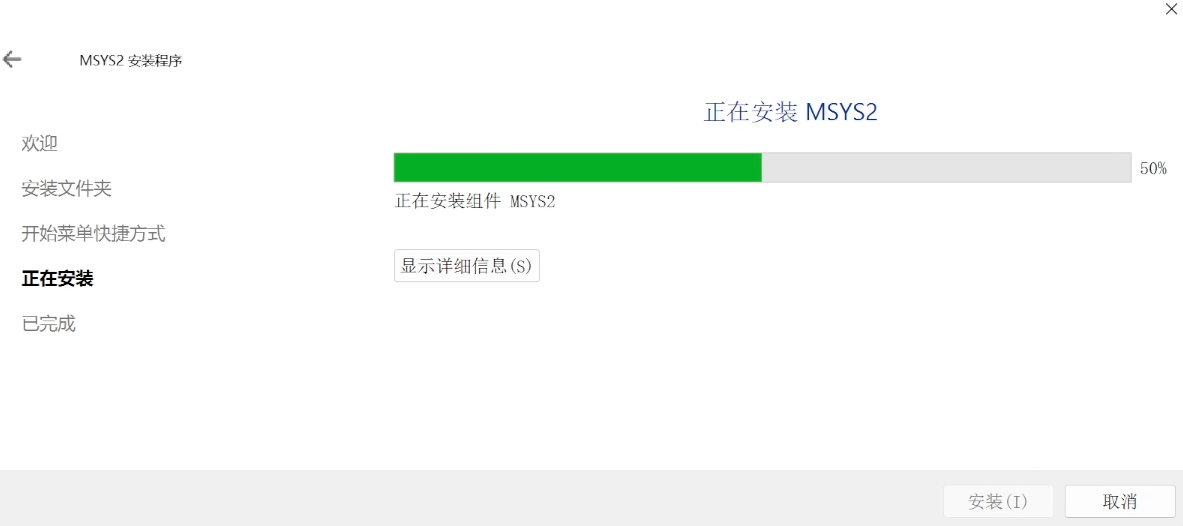 MSYS2 安装程序
正在安装 MSYS2
欢迎
安装文件夹
开始菜单快捷方式
正在安装
已完成
50%
正在安装组件 MSYS2
显示详细信息(S)
安装(I)
取消